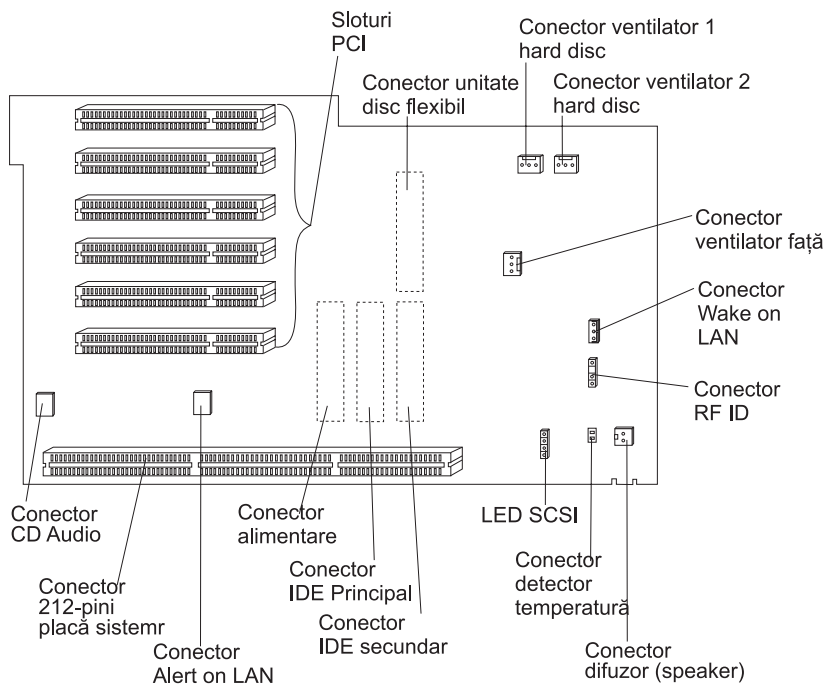 Sloturi
PCI
Conector ventilator 1
hard disc
Conector unitate
disc flexibil
Conector ventilator 2
hard disc
Conector
ventilator față
Conector
Wake on
LAN
Conector
RF ID
Conector
CD Audio
Conector
alimentare
LED SCSI
Conector
212-pini
placă sistemr
Conector
IDE Principal
Conector
detector
temperatură
Conector
Alert on LAN
Conector
IDE secundar
Conector
difuzor (speaker)